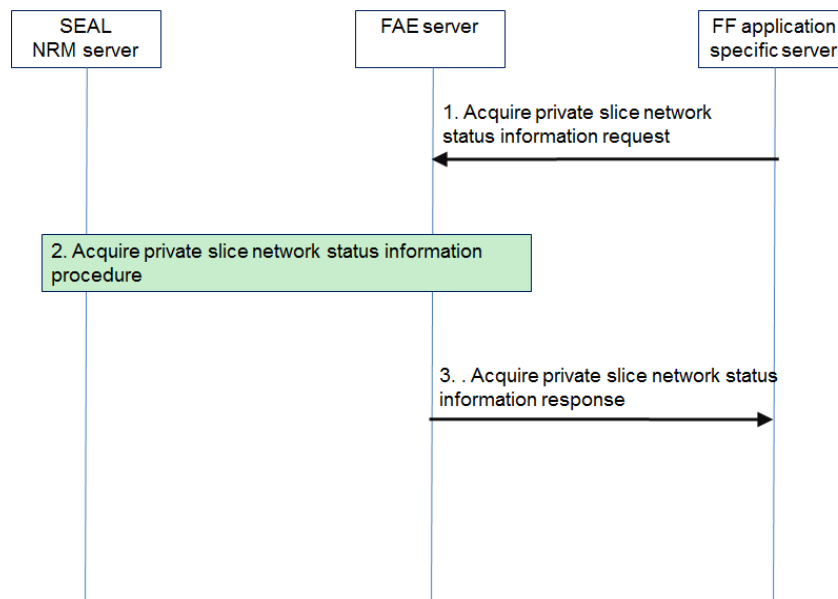 SEAL
NRM server
FAE server
FF application
specific server
1. Acquire private slice network
status information request
2. Acquire private slice network status information
procedure
3. . Acquire private slice network status
information response